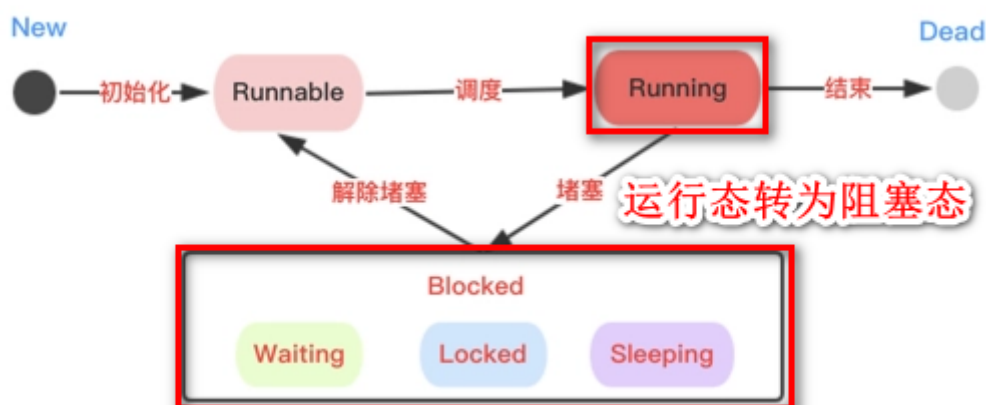 New
Dead
初始化
Runnable
调度
Running
结束
解除堵塞
堵塞
运行态转为阻塞态
Blocked
Waiting
Locked
Sleeping